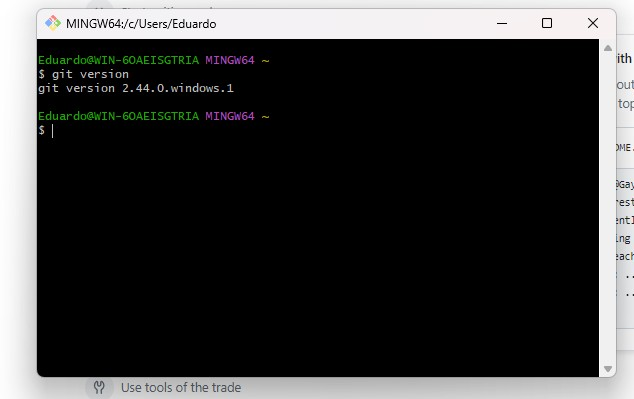 MINGW64:/c/Users/Eduardo
Eduardo@WIN-6OAEISGTRIA MINGW64 ~
$ git version
git version 2.44.0.windows.1
Eduardo@WIN-6OAEISGTRIA MINGW64 ~
$
ith
out
top
OME.
@Gay
rest
ing
each
Use tools of the trade